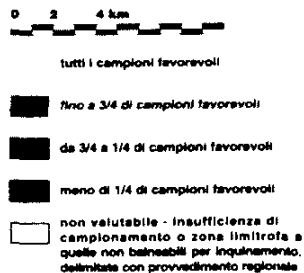 0 2 4 km
tutti i campioni favorevoli
fino a 3/4 di campioni favorevoli
da 3/4 a 1/4 di campioni favorevoli
meno di 1/4 di campioni favorevoli
non valutabile - insufficienza di
campionamento o zona limitrofa a
quelle non balneabili per inquinamento,
delimitate con provvedimento regionale